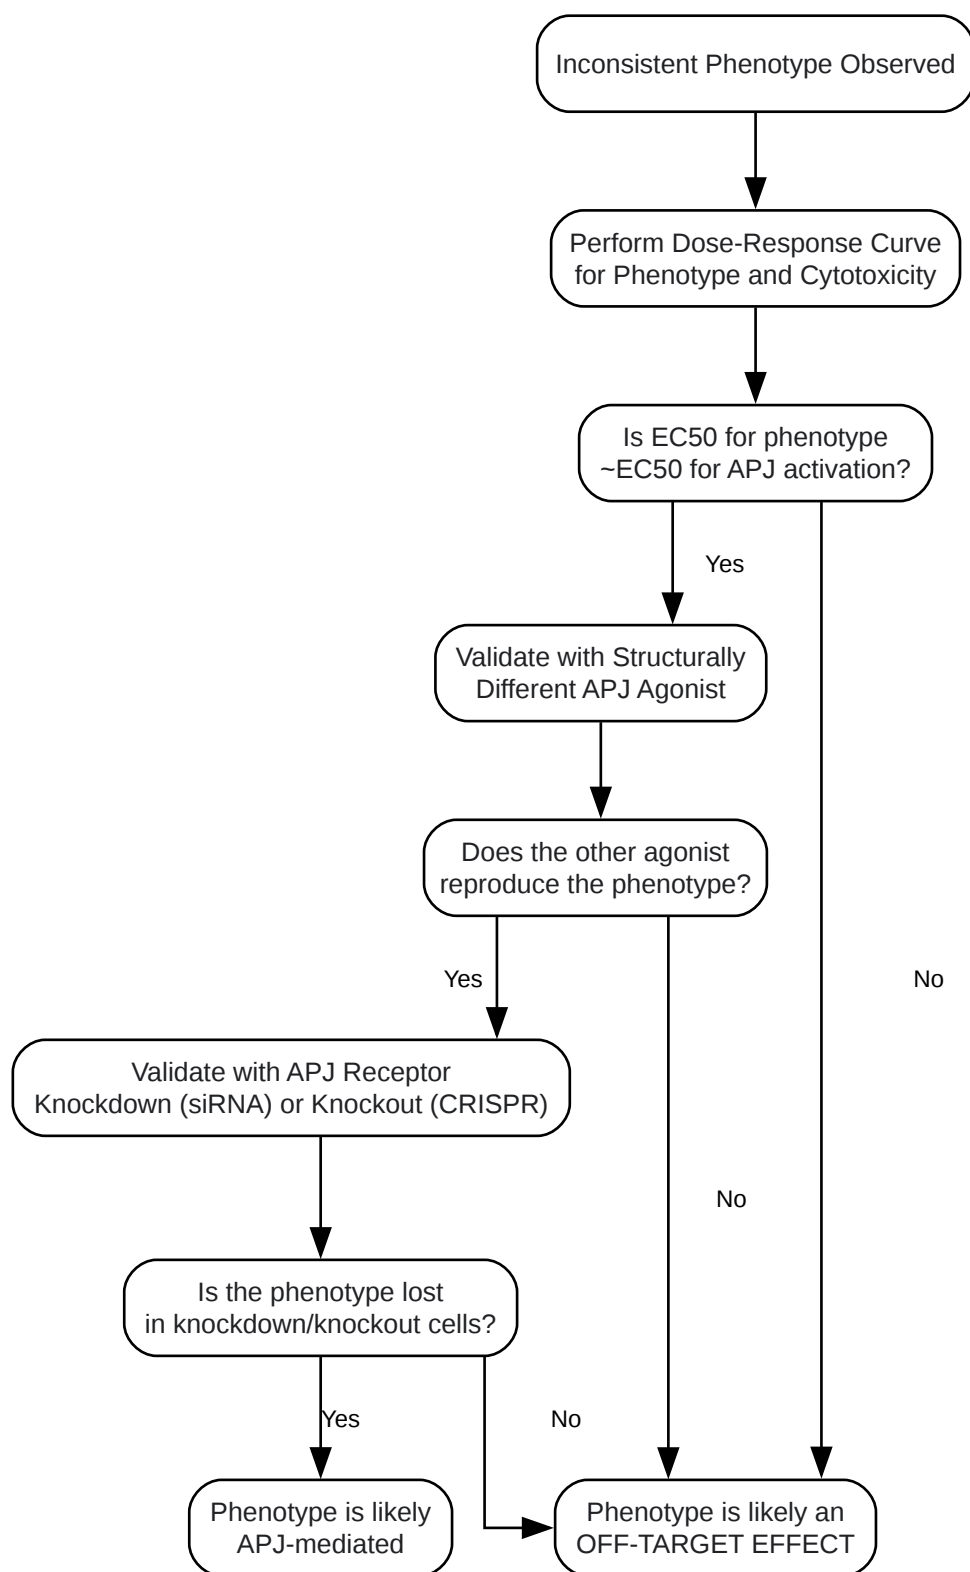 Inconsistent Phenotype Observed
Perform Dose-Response Curve
for Phenotype and Cytotoxicity
Is EC50 for phenotype
~EC50 for APJ activation?
Yes
Validate with Structurally
Different APJ Agonist
Does the other agonist
reproduce the phenotype?
Yes
No
Validate with APJ Receptor
Knockdown (siRNA) or Knockout (CRISPR)
No
Is the phenotype lost
in knockdown/knockout cells?
Yes
No
Phenotype is likely
APJ-mediated
Phenotype is likely an
OFF-TARGET EFFECT